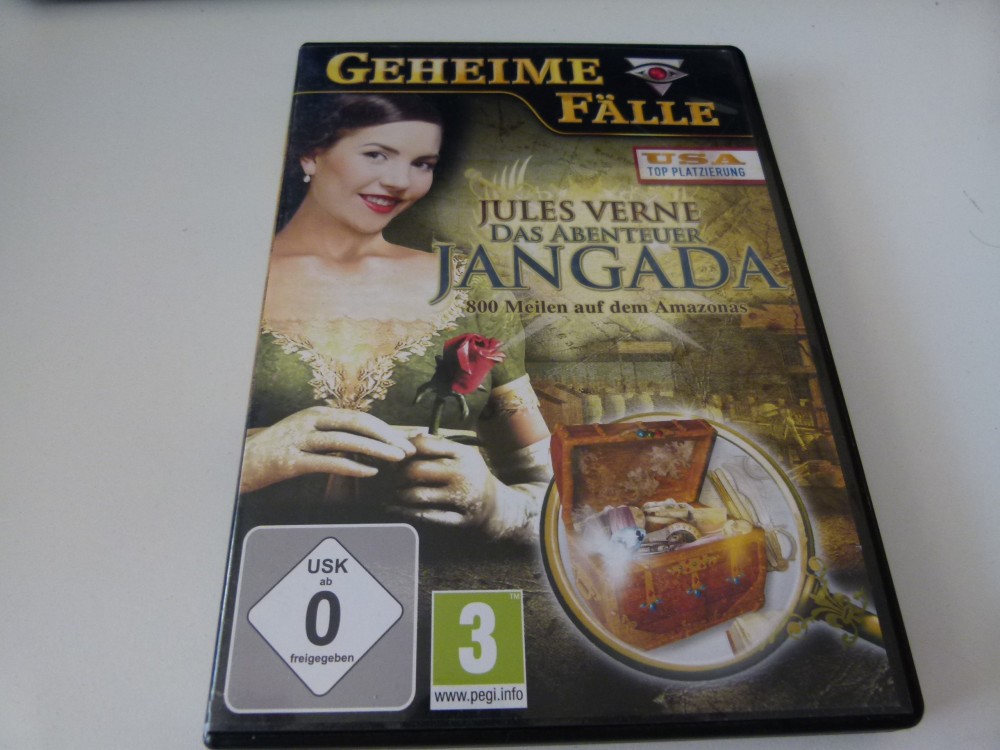 GEHEIME
FÄLLE
USA
TOP PLATZIERUNG
JULES VERNE
DAS ABENTEUER
JANGADA
800 Meilen auf dem Amazonas
USK
ab
0
freigegeben
3™
www.pegi.info